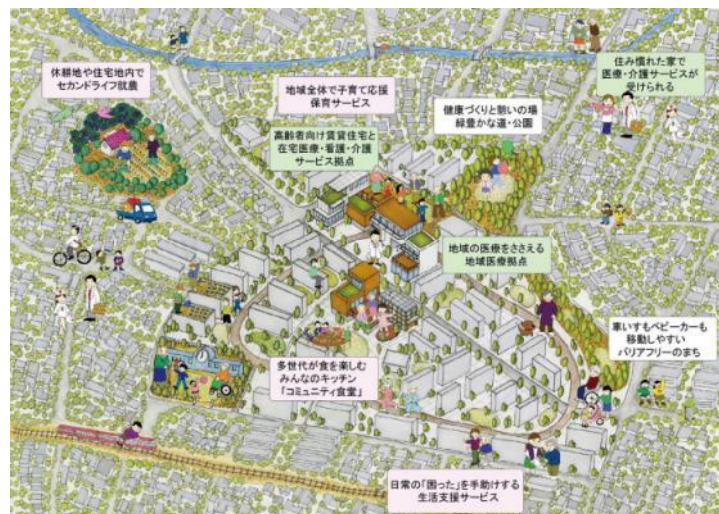 休耕地や住宅地内で
セカンドライフ就農
地域全体で子育て応援
保育サービス
住み慣れた家で
医療・介護サービスが
受けられる
健康づくりと憩いの場
緑豊かな道・公園
高齢者向け賃貸住宅と
在宅医療・看護・介護
サービス拠点
地域の医療をささえる
地域医療拠点
車いすもベビーカーも
移動しやすい
バリアフリーのまち
多世代が食を楽しむ
みんなのキッチン
「コミュニティ食堂」
日常の「困った」を手助けする
生活支援サービス